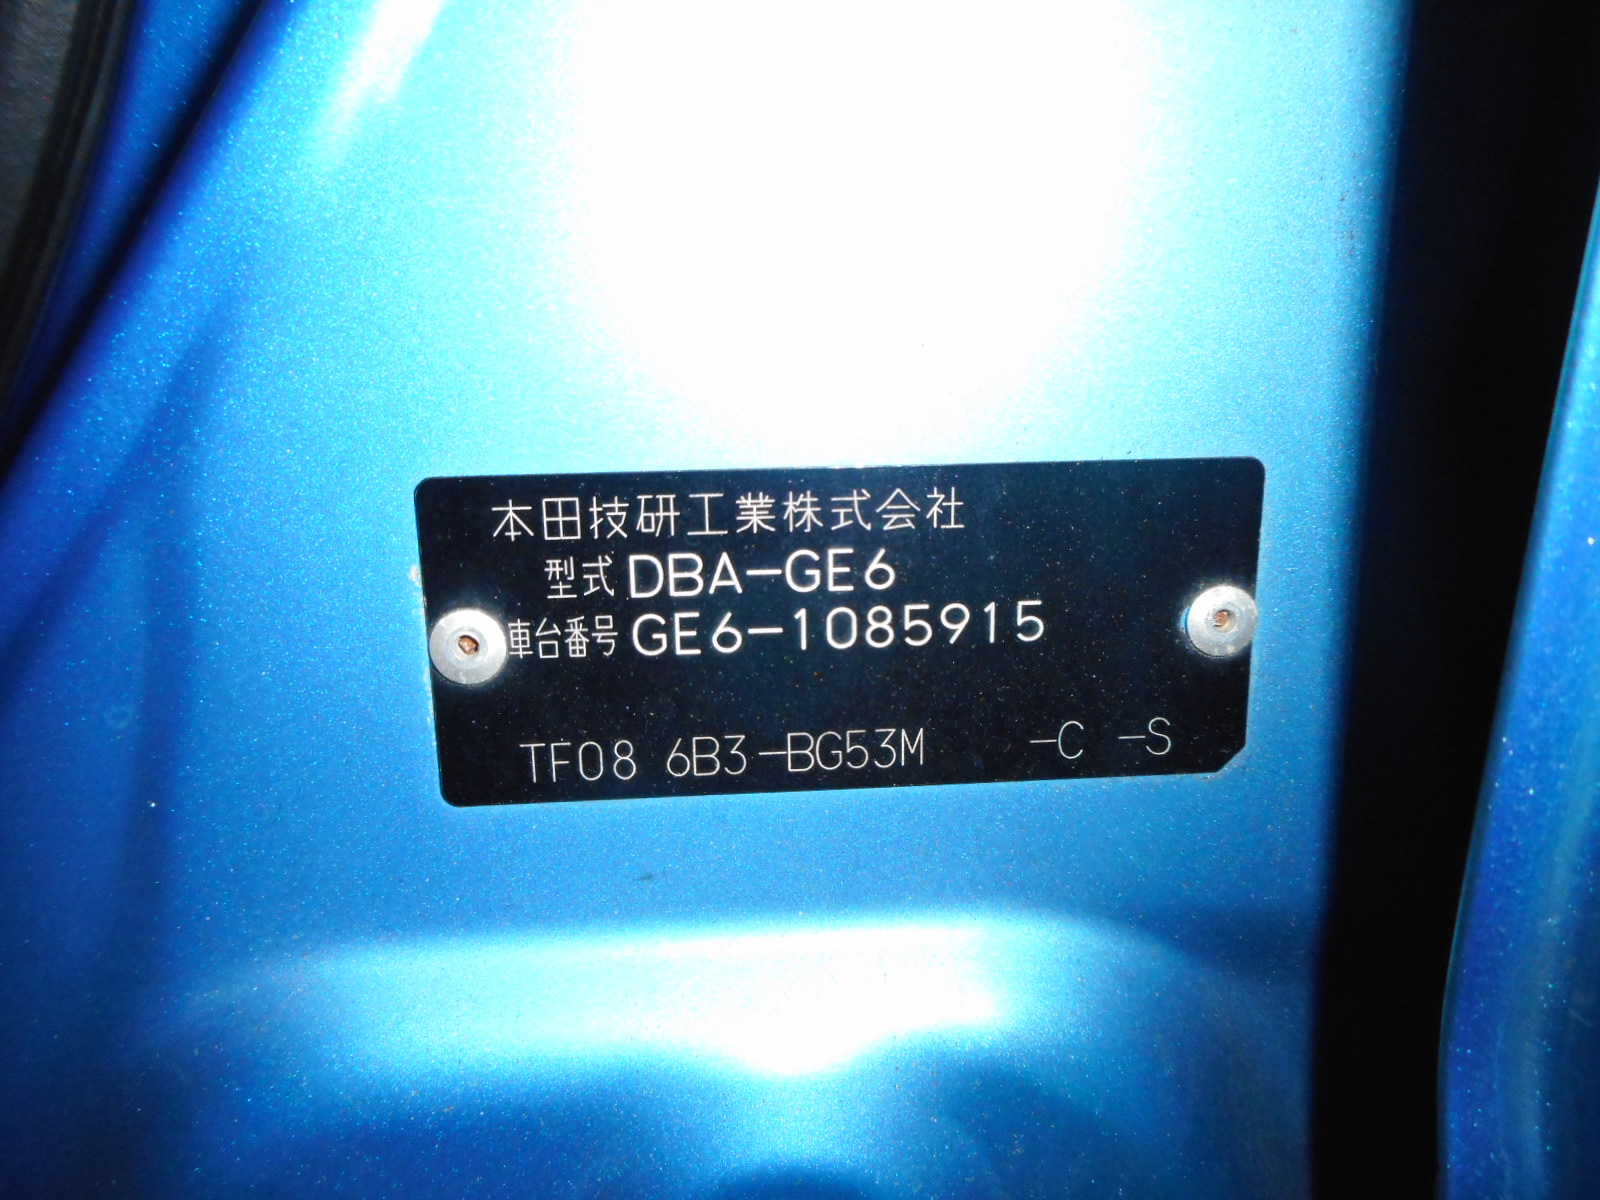 本田技研工業株式会社
型式 DBA-GE6
車台番号 GE6-1085915
TF08 6B3-BG53M -C -S